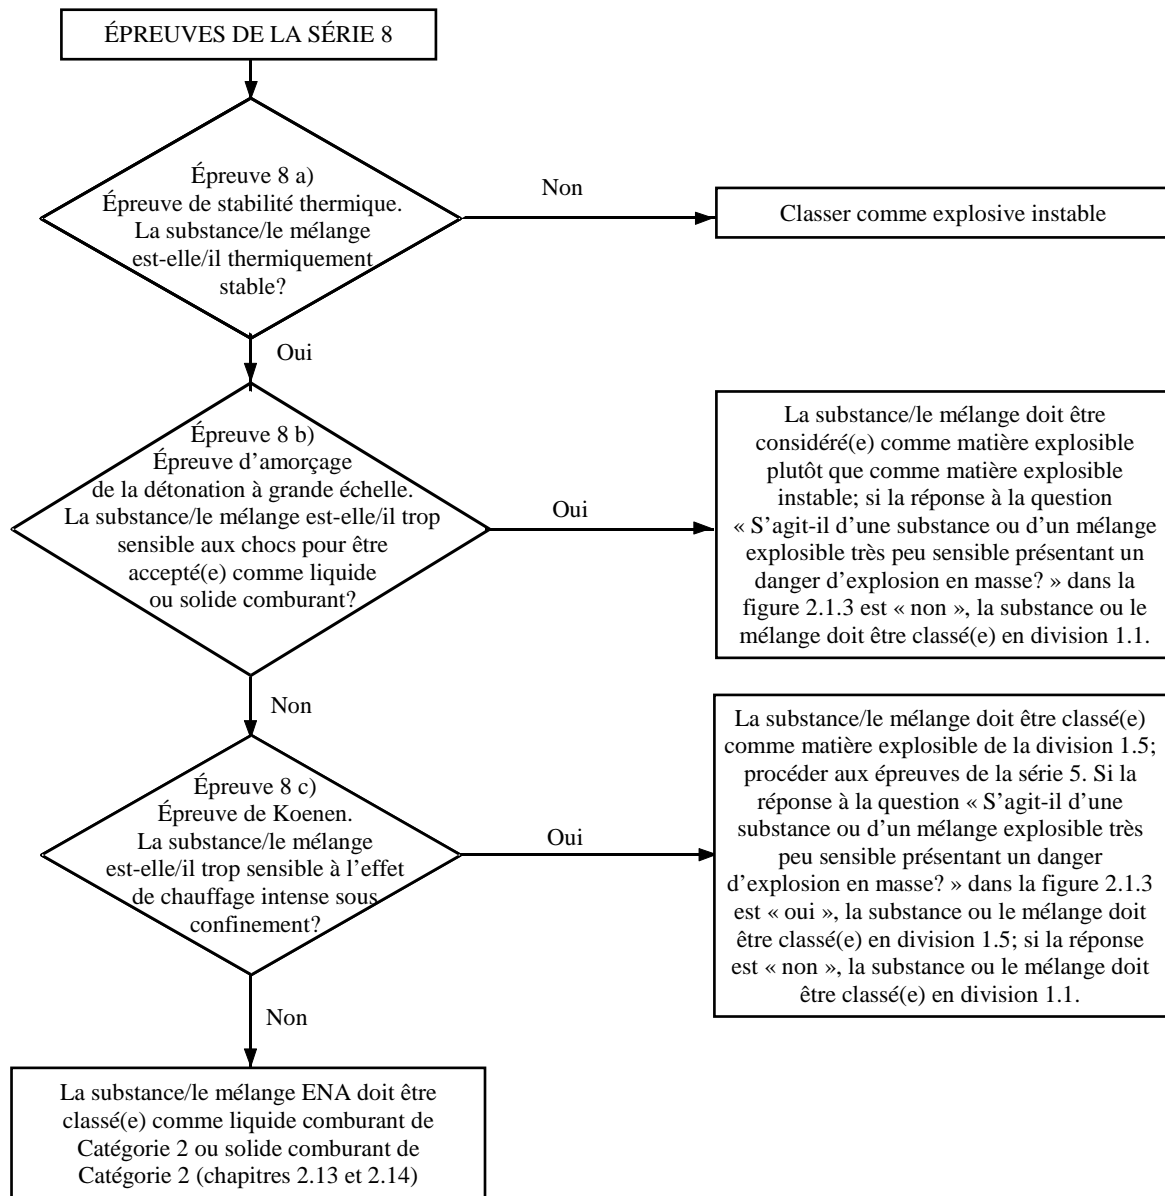 ÉPREUVES DE LA SÉRIE 8
Épreuve 8 a)
Épreuve de stabilité thermique.
La substance/le mélange
est-elle/il thermiquement
stable?
Non
Classer comme explosive instable
Oui
Épreuve 8 b)
Épreuve d’amorçage
de la détonation à grande échelle.
La substance/le mélange est-elle/il trop
sensible aux chocs pour être
accepté(e) comme liquide
ou solide comburant?
Oui
La substance/le mélange doit être
considéré(e) comme matière explosible
plutôt que comme matière explosible
instable; si la réponse à la question
« S’agit-il d’une substance ou d’un mélange
explosible très peu sensible présentant un
danger d’explosion en masse? » dans la
figure 2.1.3 est « non », la substance ou le
mélange doit être classé(e) en division 1.1.
Non
Épreuve 8 c)
Épreuve de Koenen.
La substance/le mélange
est-elle/il trop sensible à l’effet
de chauffage intense sous
confinement?
Oui
La substance/le mélange doit être classé(e)
comme matière explosible de la division 1.5;
procéder aux épreuves de la série 5. Si la
réponse à la question « S’agit-il d’une
substance ou d’un mélange explosible très
peu sensible présentant un danger
d’explosion en masse? » dans la figure 2.1.3
est « oui », la substance ou le mélange doit
être classé(e) en division 1.5; si la réponse
est « non », la substance ou le mélange doit
être classé(e) en division 1.1.
Non
La substance/le mélange ENA doit être
classé(e) comme liquide comburant de
Catégorie 2 ou solide comburant de
Catégorie 2 (chapitres 2.13 et 2.14)